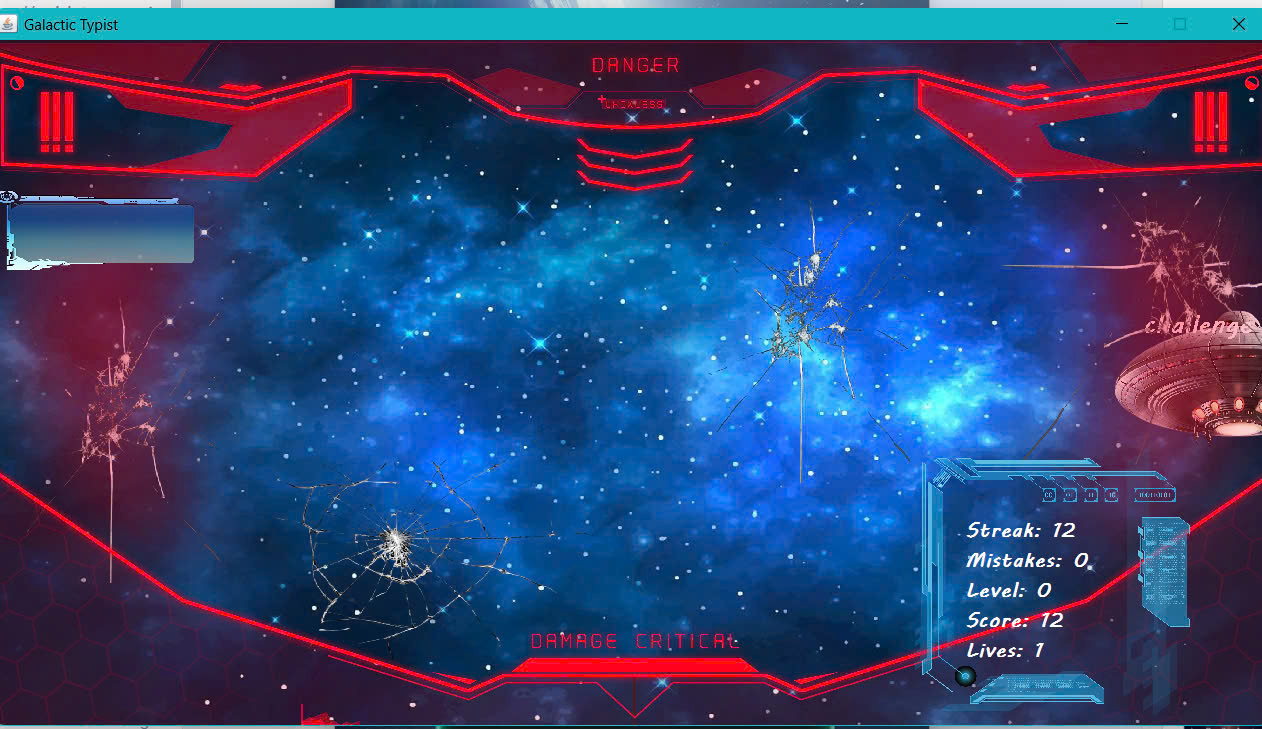 Galactic Typist
DANGER
challenge
Streak: 12
Mistakes: 0
Level: 0
Score: 12
Lives: 1
DAMAGE CRITICAL